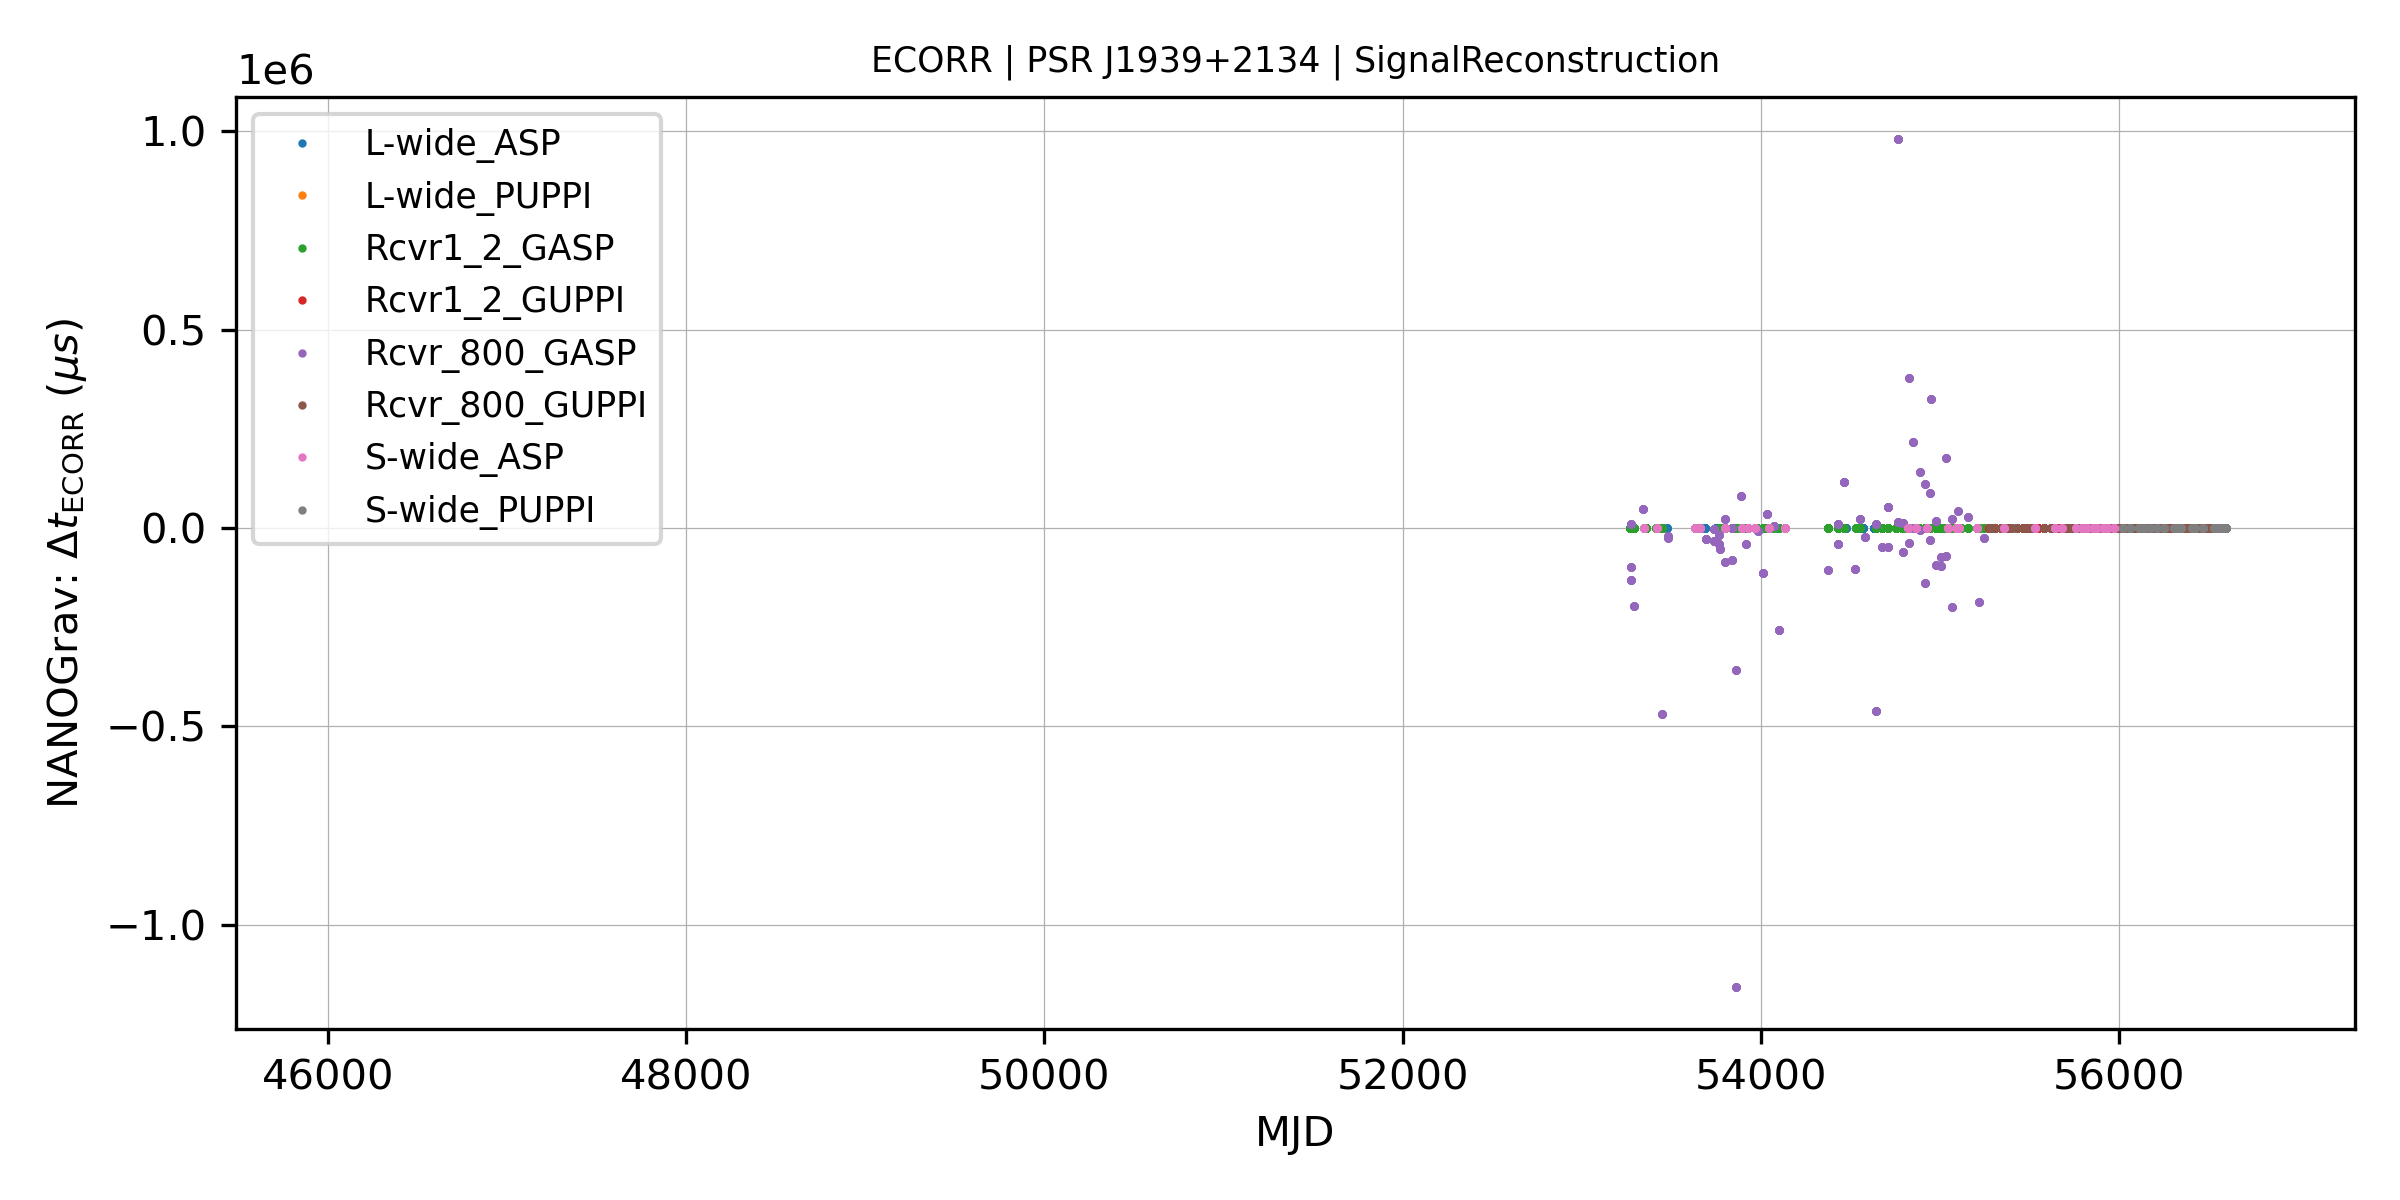 ECORR | PSR J1939+2134 | SignalReconstruction
1e6
1.0
0.5
0.0
−0.5
−1.0
NANOGrav: Δt_ECORR (μs)
L-wide_ASP
L-wide_PUPPI
Rcvr1_2_GASP
Rcvr1_2_GUPPI
Rcvr_800_GASP
Rcvr_800_GUPPI
S-wide_ASP
S-wide_PUPPI
46000 48000 50000 52000 54000 56000
MJD